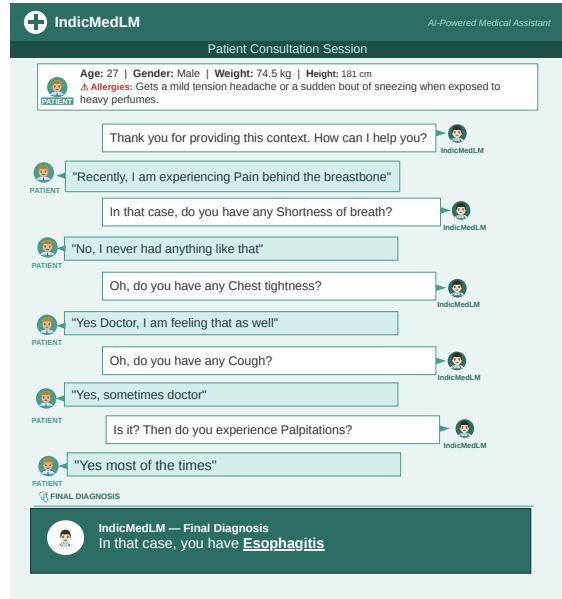 IndicMedLM
AI-Powered Medical Assistant
Patient Consultation Session
Age: 27 | Gender: Male | Weight: 74.5 kg | Height: 181 cm
⚠ Allergies: Gets a mild tension headache or a sudden bout of sneezing when exposed to
heavy perfumes.
PATIENT
Thank you for providing this context. How can I help you?
IndicMedLM
"Recently, I am experiencing Pain behind the breastbone"
PATIENT
In that case, do you have any Shortness of breath?
IndicMedLM
"No, I never had anything like that"
PATIENT
Oh, do you have any Chest tightness?
IndicMedLM
"Yes Doctor, I am feeling that as well"
PATIENT
Oh, do you have any Cough?
IndicMedLM
"Yes, sometimes doctor"
PATIENT
Is it? Then do you experience Palpitations?
IndicMedLM
"Yes most of the times"
PATIENT
FINAL DIAGNOSIS
IndicMedLM — Final Diagnosis
In that case, you have Esophagitis